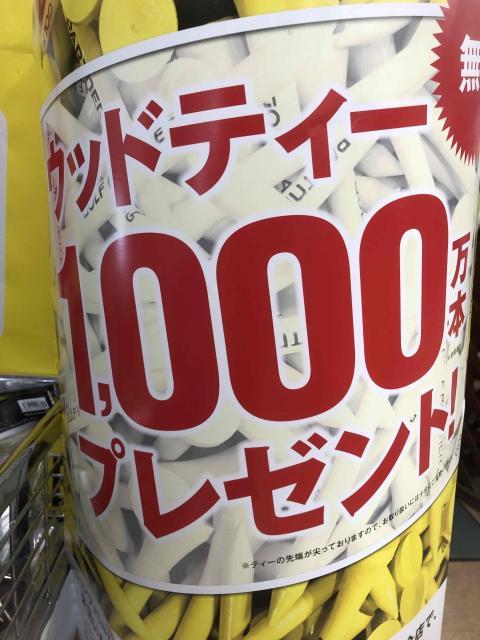 無
ウッドティー
1,000万本
プレゼント!
※ティーの先端が尖っておりますので、お取り扱いには